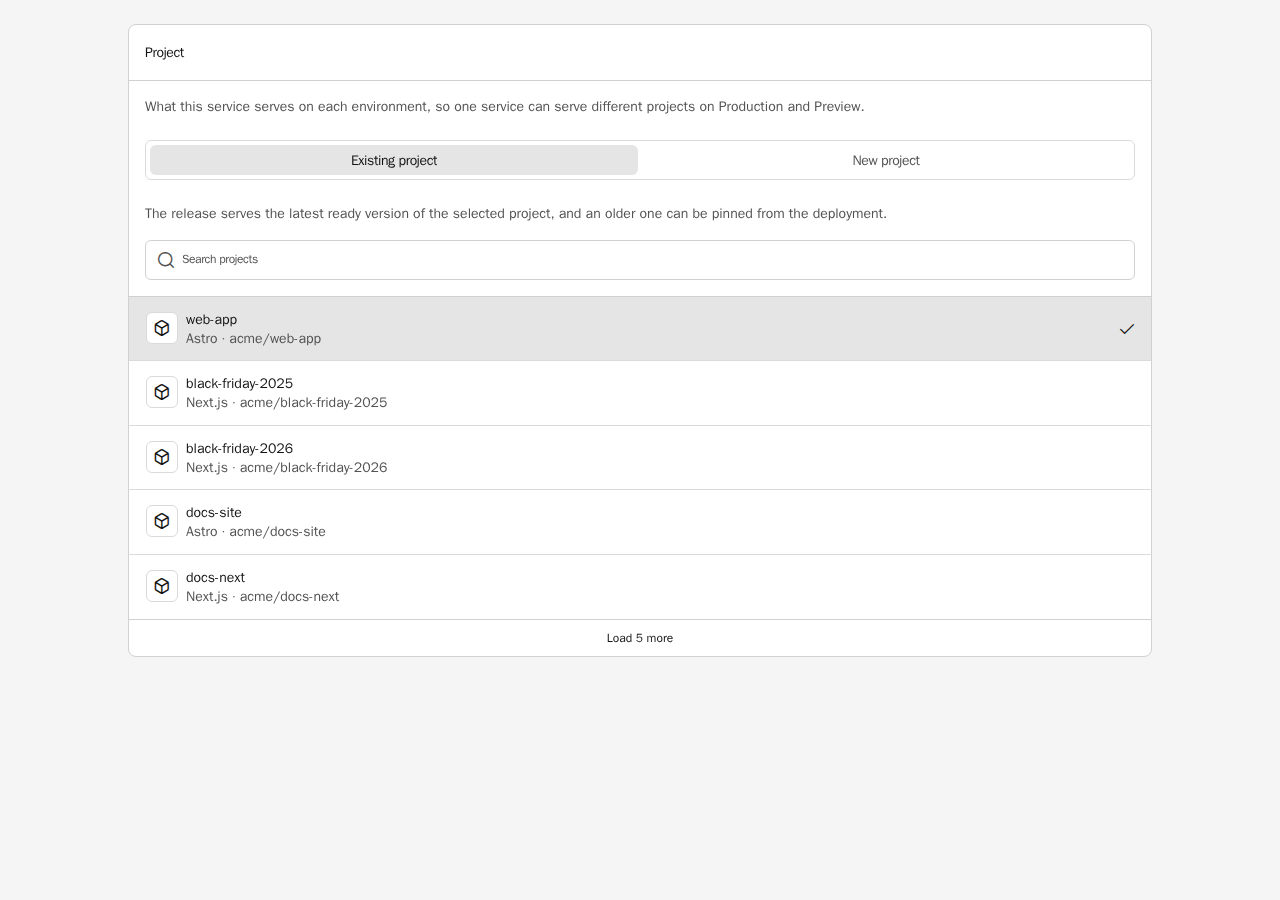 Project
What this service serves on each environment, so one service can serve different projects on Production and Preview.
Existing project
New project
The release serves the latest ready version of the selected project, and an older one can be pinned from the deployment.
Search projects
web-app
Astro · acme/web-app
black-friday-2025
Next.js · acme/black-friday-2025
black-friday-2026
Next.js · acme/black-friday-2026
docs-site
Astro · acme/docs-site
docs-next
Next.js · acme/docs-next
Load 5 more